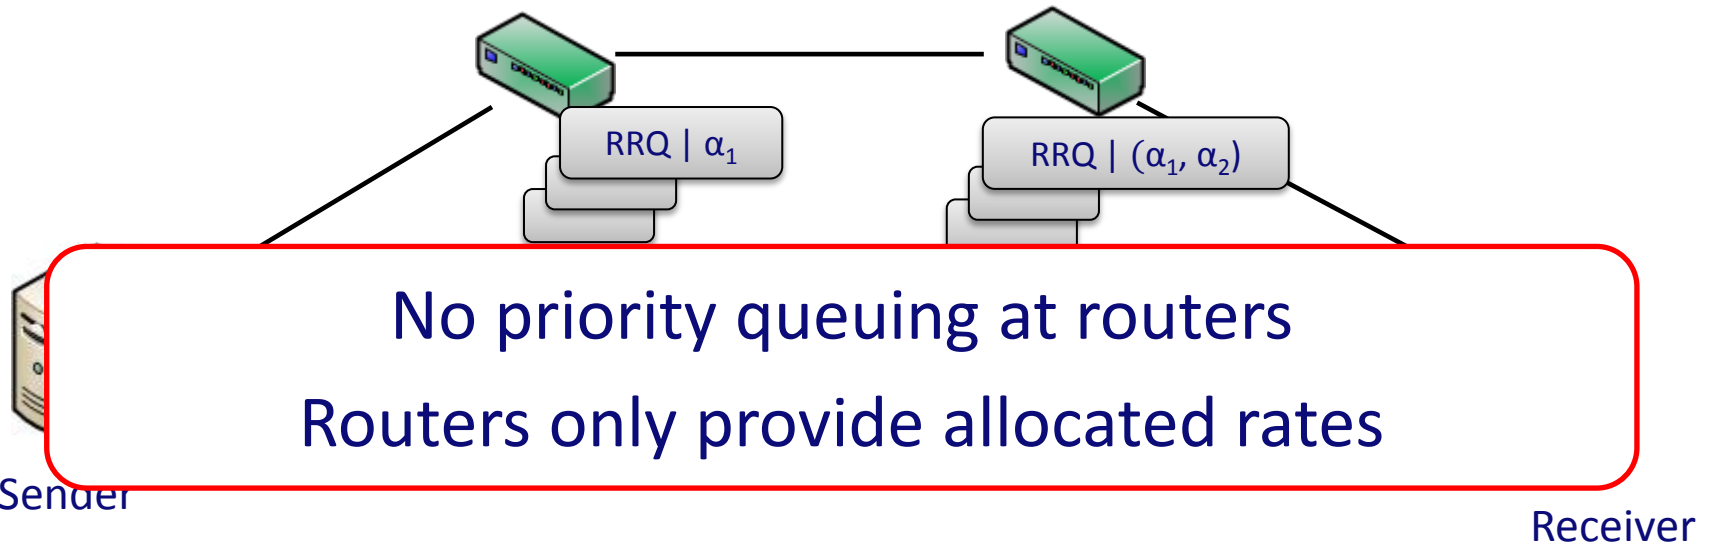 RRQ | α₁
RRQ | (α₁, α₂)
No priority queuing at routers
Routers only provide allocated rates
Sender
Receiver